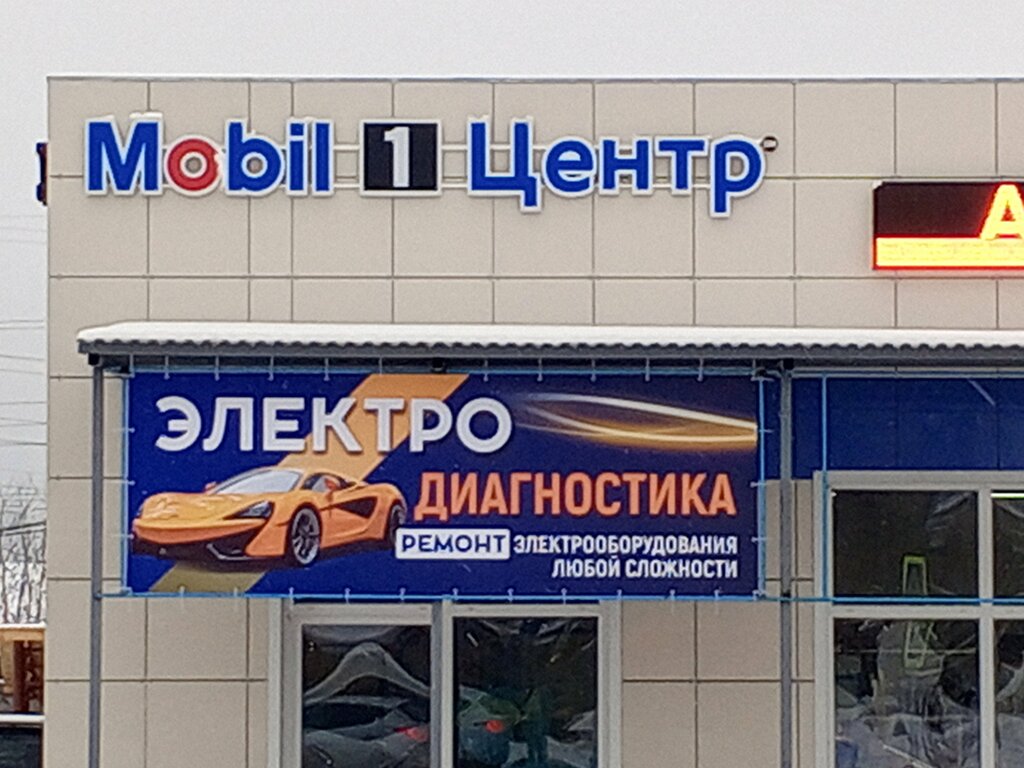 Mobil 1 Центр
А
ЭЛЕКТРО
ДИАГНОСТИКА
РЕМОНТ ЭЛЕКТРООБОРУДОВАНИЯ
ЛЮБОЙ СЛОЖНОСТИ